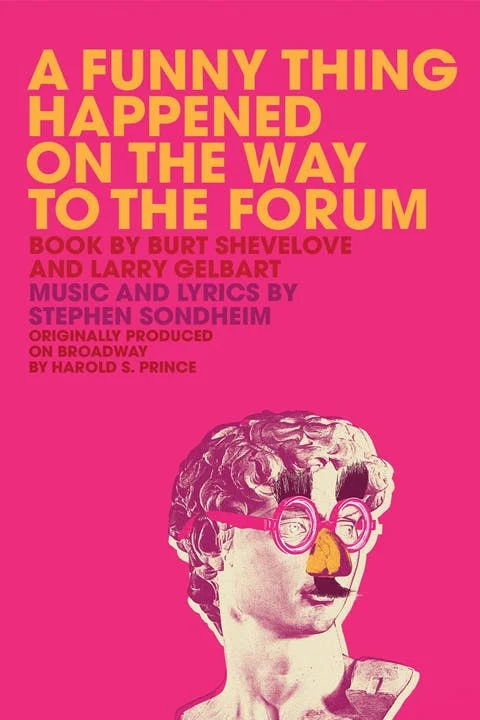 A FUNNY THING
HAPPENED
ON THE WAY
TO THE FORUM
BOOK BY BURT SHEVELOVE
AND LARRY GELBART
MUSIC AND LYRICS BY
STEPHEN SONDHEIM
ORIGINALLY PRODUCED
ON BROADWAY
BY HAROLD S. PRINCE